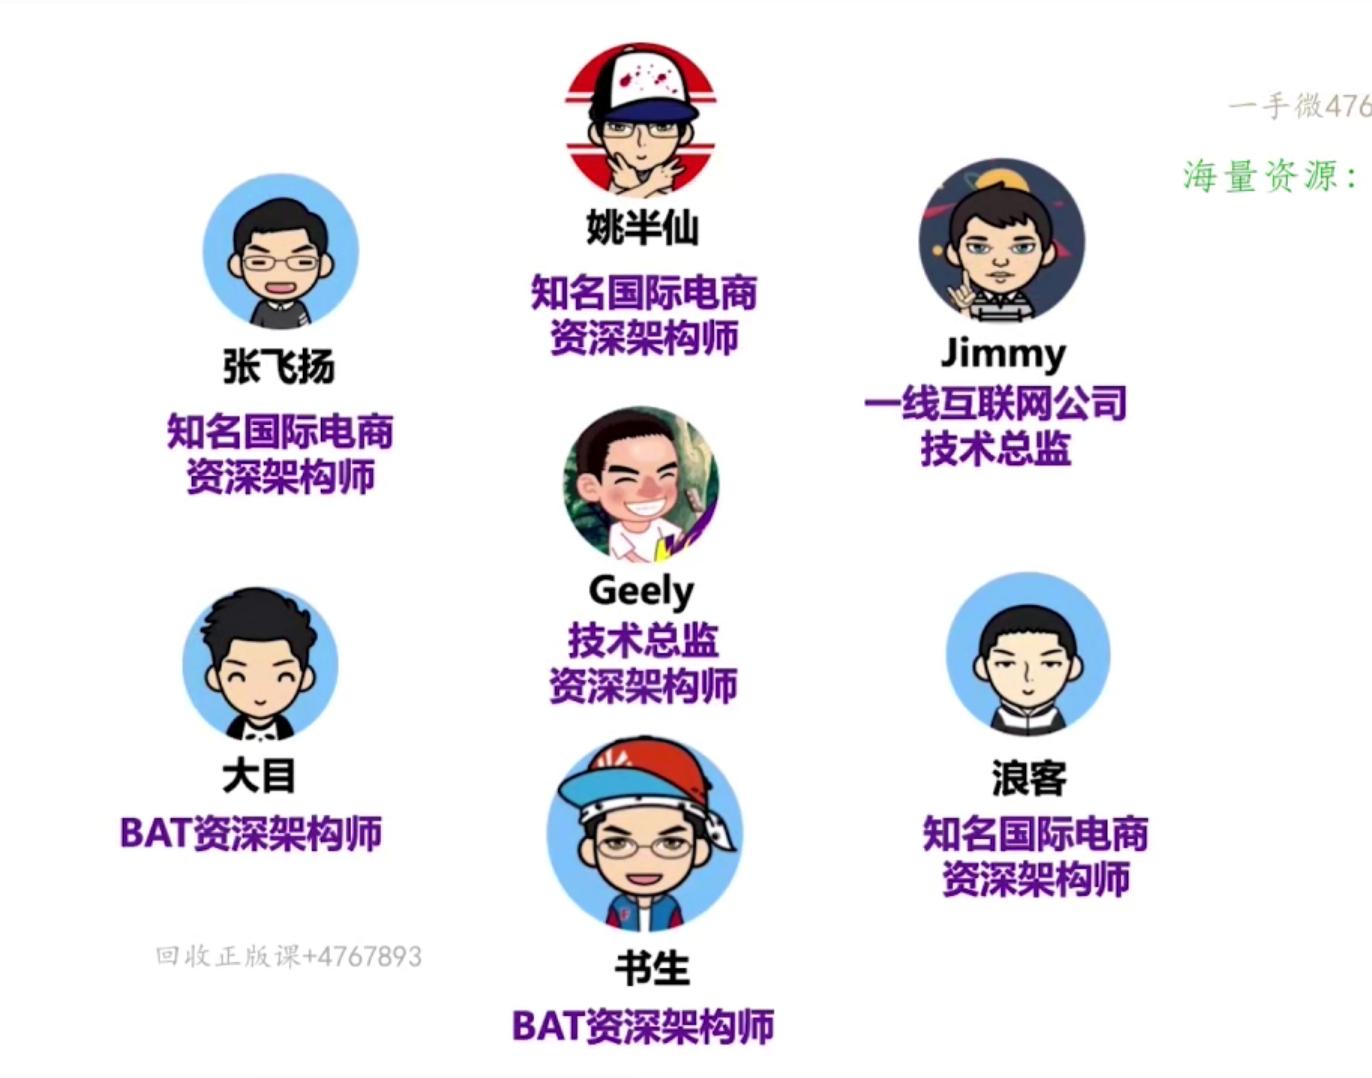 一手微476
海量资源：
姚半仙
知名国际电商
资深架构师
张飞扬
知名国际电商
资深架构师
Jimmy
一线互联网公司
技术总监
Geely
技术总监
资深架构师
大目
BAT资深架构师
浪客
知名国际电商
资深架构师
书生
BAT资深架构师
回收正版课+4767893